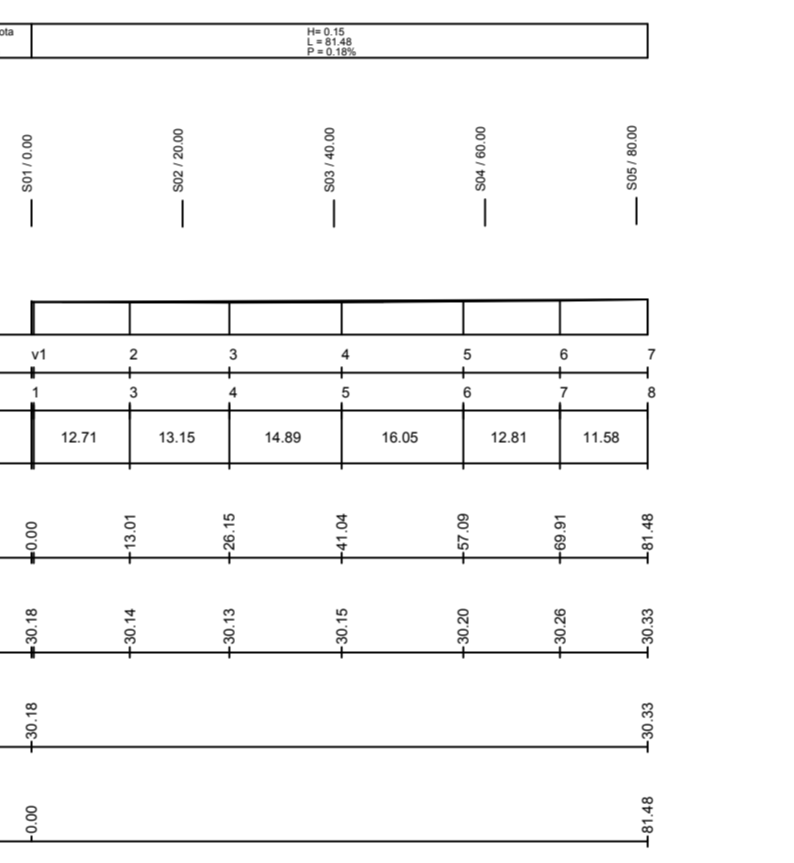 ota
H= 0.15
L = 81.48
P = 0.18%
S01 / 0.00
S02 / 20.00
S03 / 40.00
S04 / 60.00
S05 / 80.00
v1 2 3 4 5 6 7
1 3 4 5 6 7 8
12.71 13.15 14.89 16.05 12.81 11.58
0.00 13.01 26.15 41.04 57.09 69.91 81.48
30.18 30.14 30.13 30.15 30.20 30.26 30.33
30.18 30.33
0.00 81.48